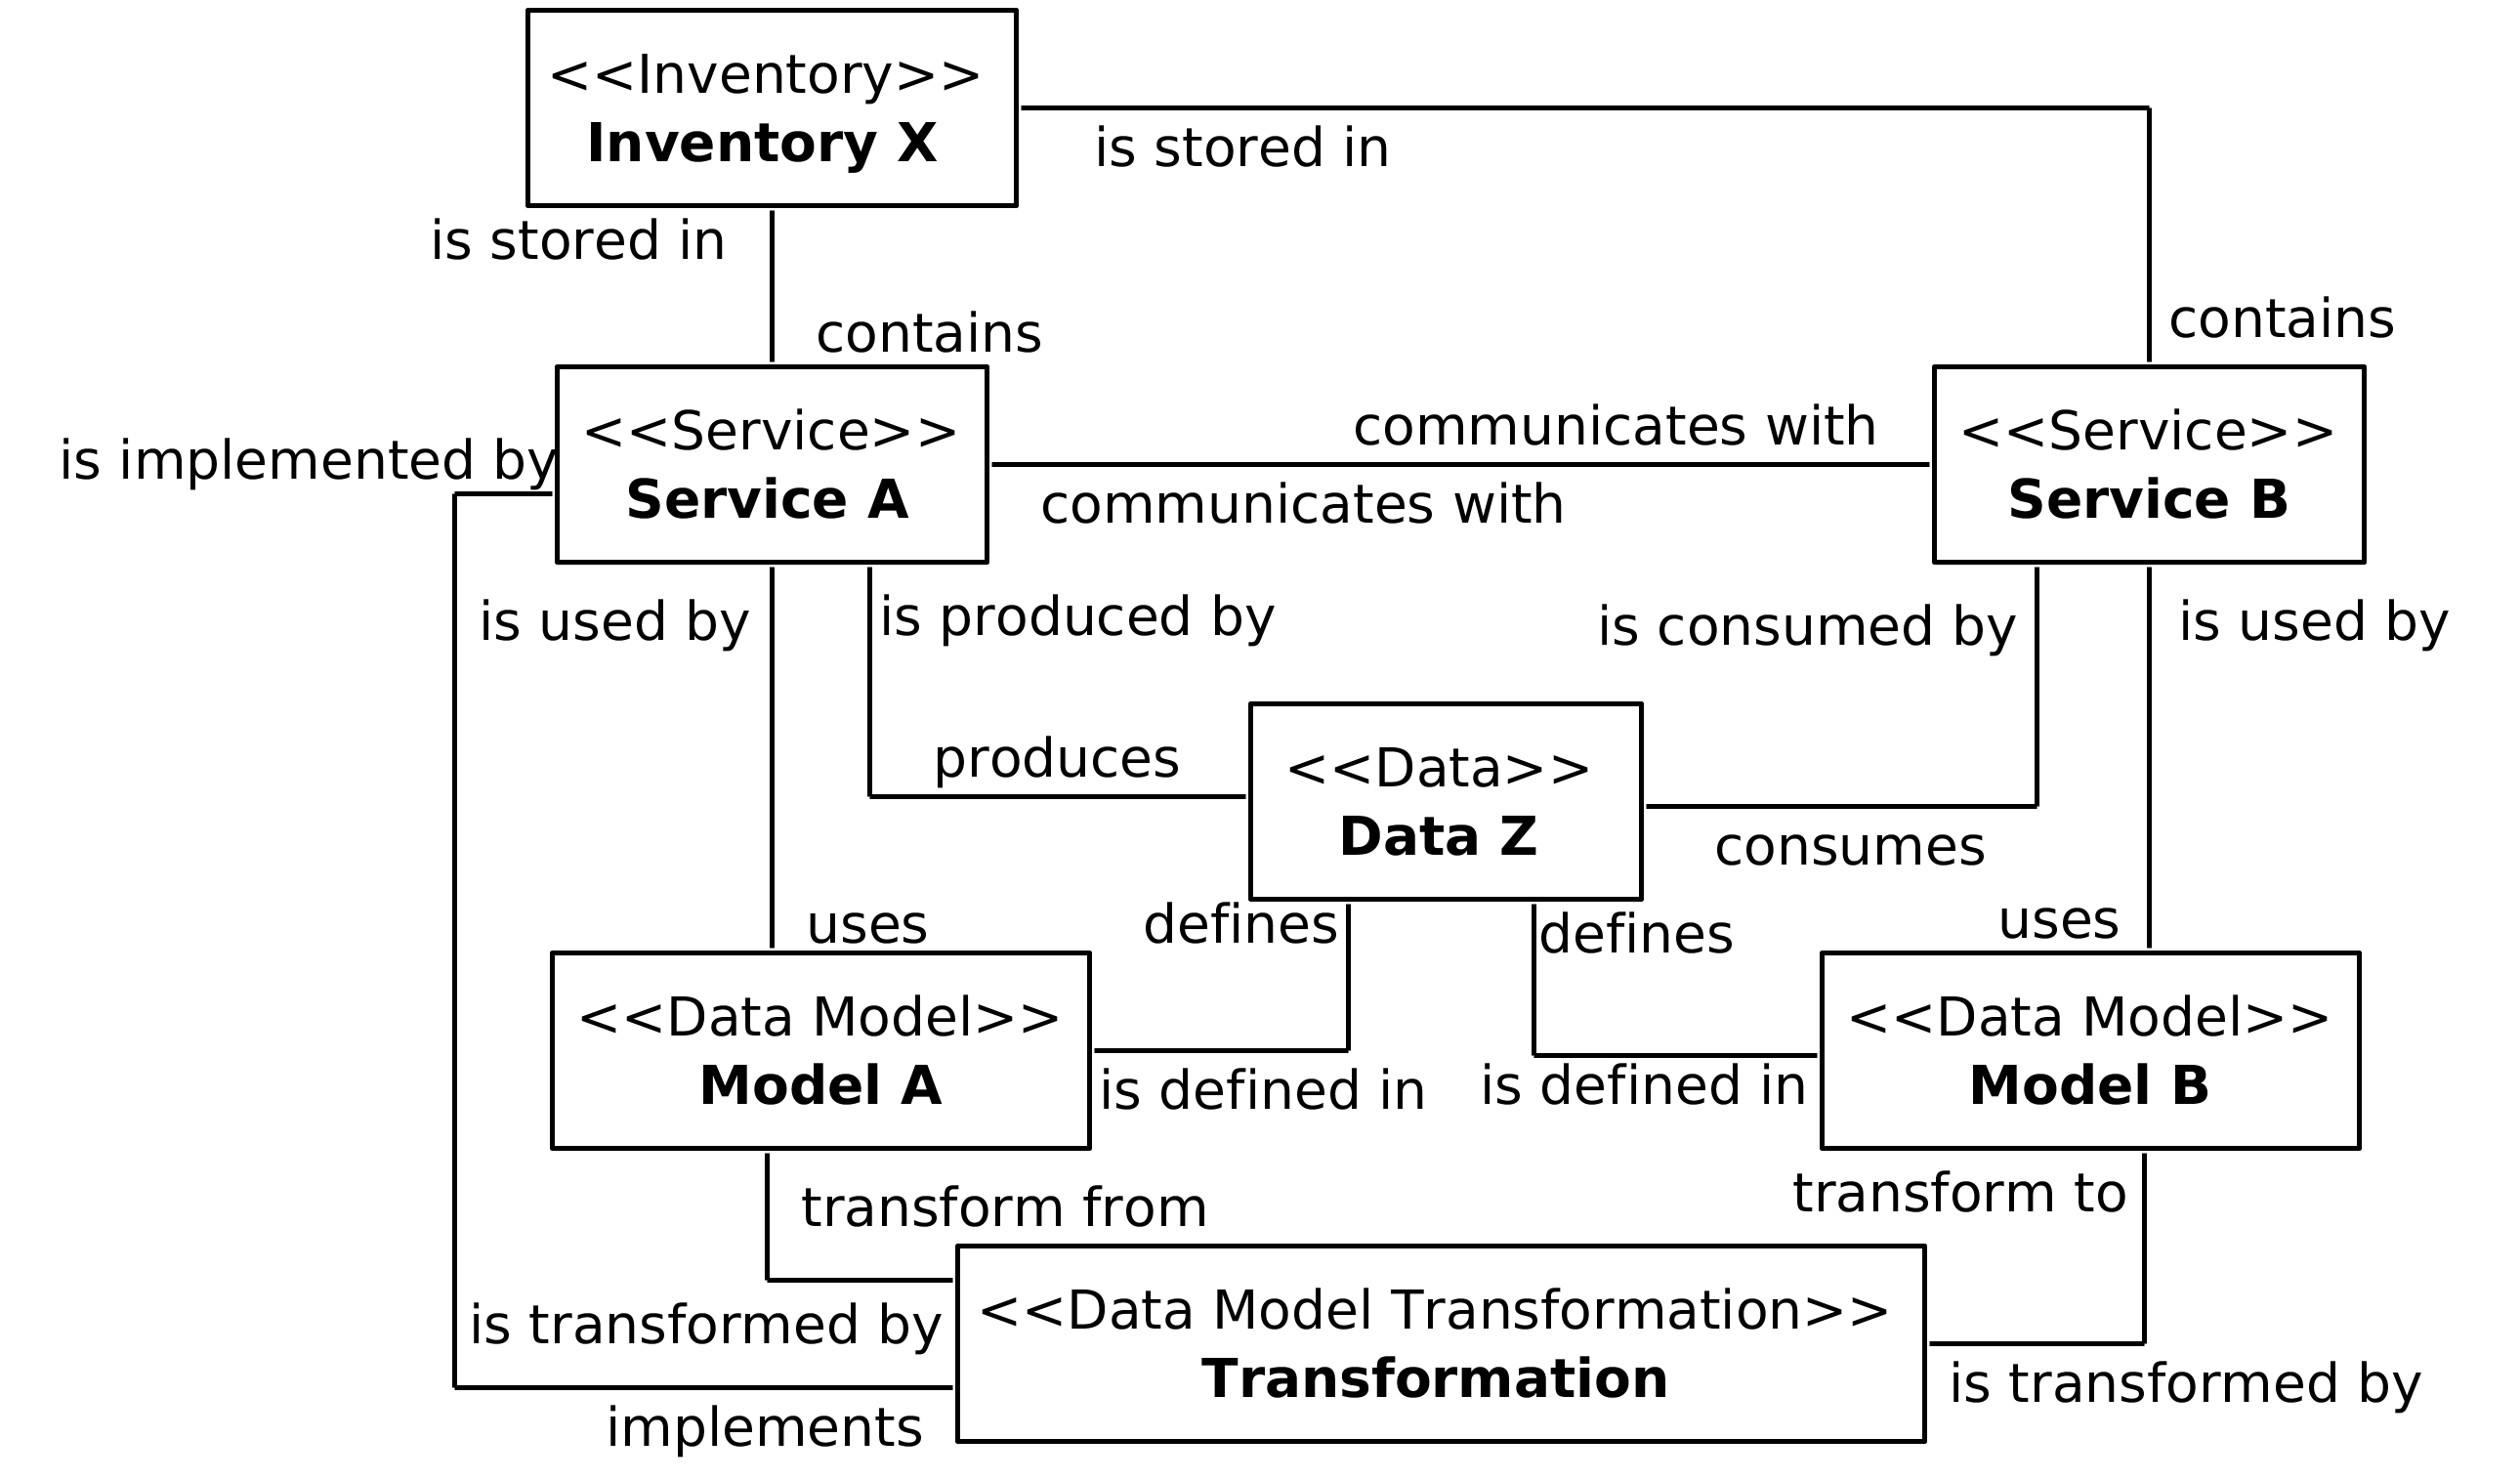 <<Inventory>>
Inventory X
is stored in
is stored in
contains
contains
<<Service>>
Service A
communicates with
<<Service>>
Service B
is implemented by
communicates with
is used by
is produced by
is consumed by
is used by
produces
<<Data>>
Data Z
consumes
uses
defines
defines
uses
<<Data Model>>
Model A
<<Data Model>>
Model B
is defined in
is defined in
transform from
transform to
<<Data Model Transformation>>
Transformation
is transformed by
is transformed by
implements